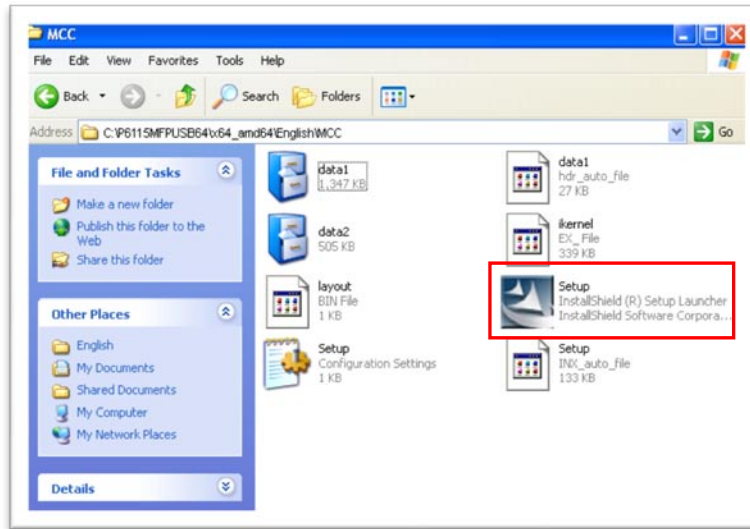 MCC
File Edit View Favorites Tools Help
Back Search Folders
Address C:\P6115MFPUSB64\x64_amd64\English\MCC Go
File and Folder Tasks
Make a new folder
Publish this folder to the
Web
Share this folder
Other Places
English
My Documents
Shared Documents
My Computer
My Network Places
Details
data1
1,347 KB
data1
hdr_auto_file
27 KB
data2
505 KB
ikernel
EX_ File
339 KB
layout
BIN File
1 KB
Setup
InstallShield (R) Setup Launcher
InstallShield Software Corpora...
Setup
Configuration Settings
1 KB
Setup
INX_auto_file
133 KB